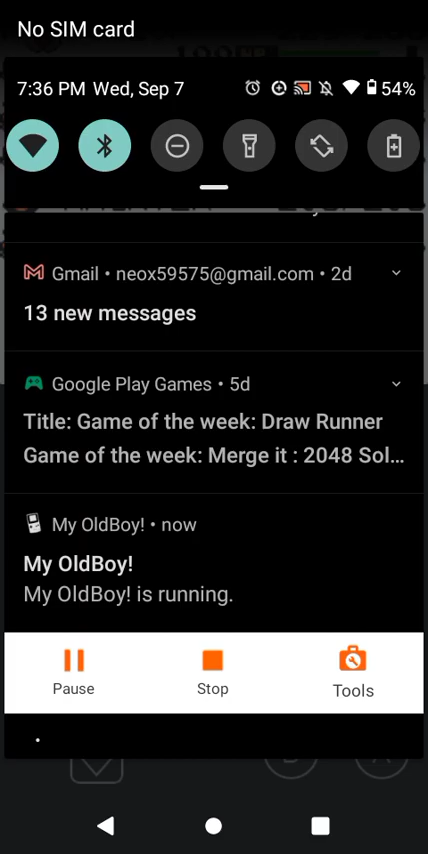 No SIM card
7:36 PM Wed, Sep 7
54%
Gmail • neox59575@gmail.com • 2d
13 new messages
Google Play Games • 5d
Title: Game of the week: Draw Runner
Game of the week: Merge it : 2048 Sol...
My OldBoy! • now
My OldBoy!
My OldBoy! is running.
Pause
Stop
Tools